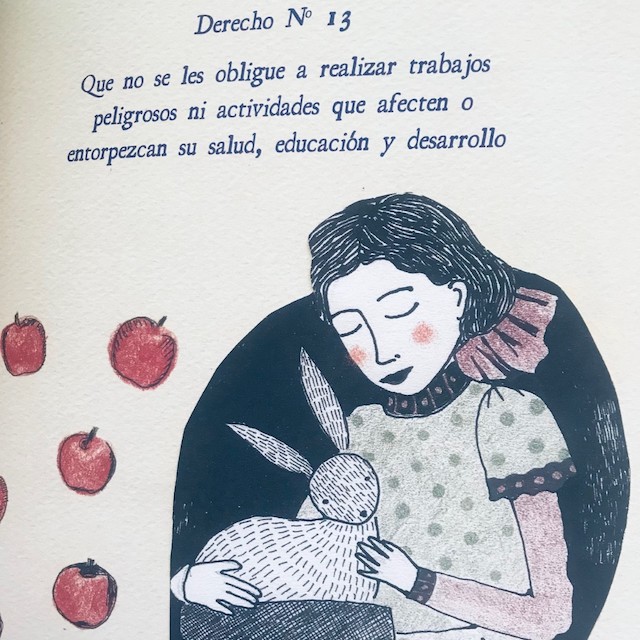 Derecho Nº 13
Que no se les obligue a realizar trabajos
peligrosos ni actividades que afecten o
entorpezcan su salud, educación y desarrollo